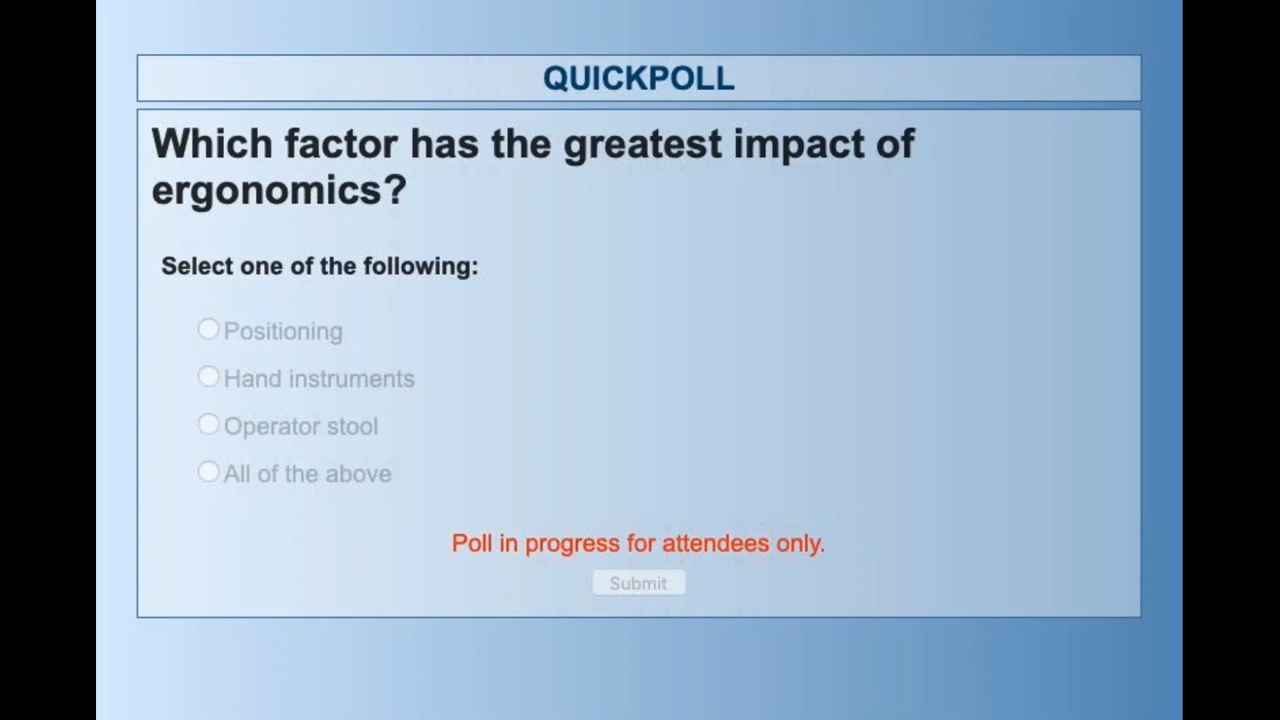 QUICKPOLL
Which factor has the greatest impact of
ergonomics?
Select one of the following:
Positioning
Hand instruments
Operator stool
All of the above
Poll in progress for attendees only.
Submit